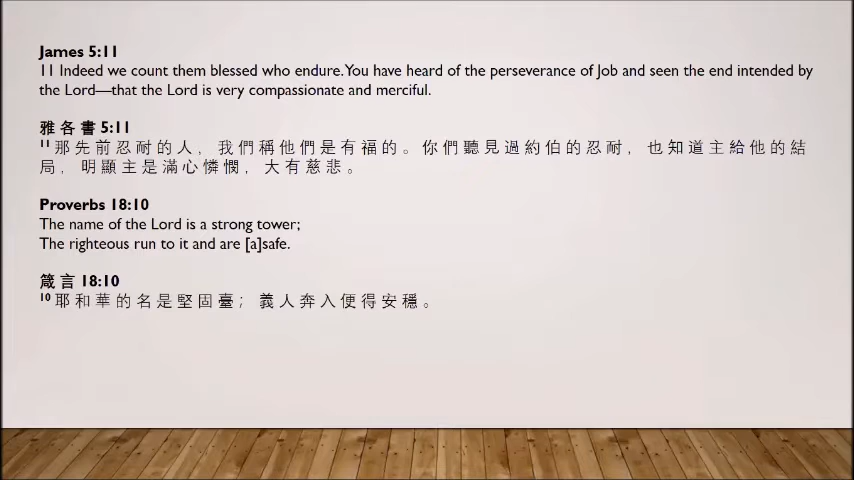 James 5:11
11 Indeed we count them blessed who endure. You have heard of the perseverance of Job and seen the end intended by
the Lord—that the Lord is very compassionate and merciful.
雅各書 5:11
11 那先前忍耐的人，我們稱他們是有福的。你們聽見過約伯的忍耐，也知道主給他的結
局，明顯主是滿心憐憫，大有慈悲。
Proverbs 18:10
The name of the Lord is a strong tower;
The righteous run to it and are [a]safe.
箴言 18:10
10 耶和華的名是堅固臺；義人奔入便得安穩。